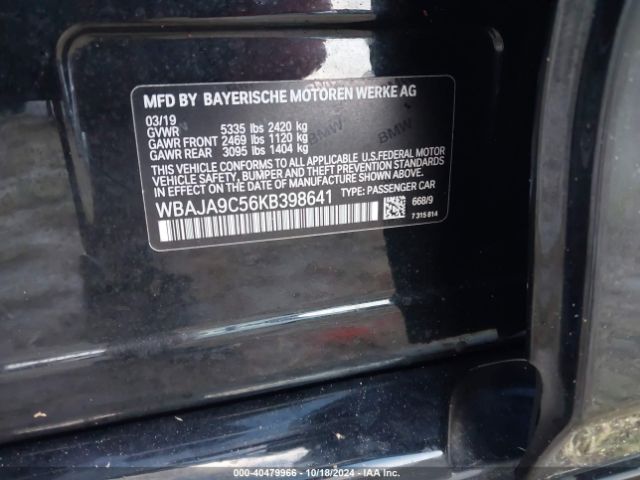 MFD BY BAYERISCHE MOTOREN WERKE AG
03/19
GVWR 5335 lbs 2420 kg
GAWR FRONT 2469 lbs 1120 kg
GAWR REAR 3095 lbs 1404 kg
BMW
BMW
THIS VEHICLE CONFORMS TO ALL APPLICABLE U.S.FEDERAL MOTOR
VEHICLE SAFETY, BUMPER AND THEFT PREVENTION STANDARDS
IN EFFECT ON THE DATE OF MANUFACTURE SHOWN ABOVE.
WBAJA9C56KB398641 TYPE: PASSENGER CAR
668/9
7 315 814
000-40479966 - 10/18/2024 - IAA Inc.